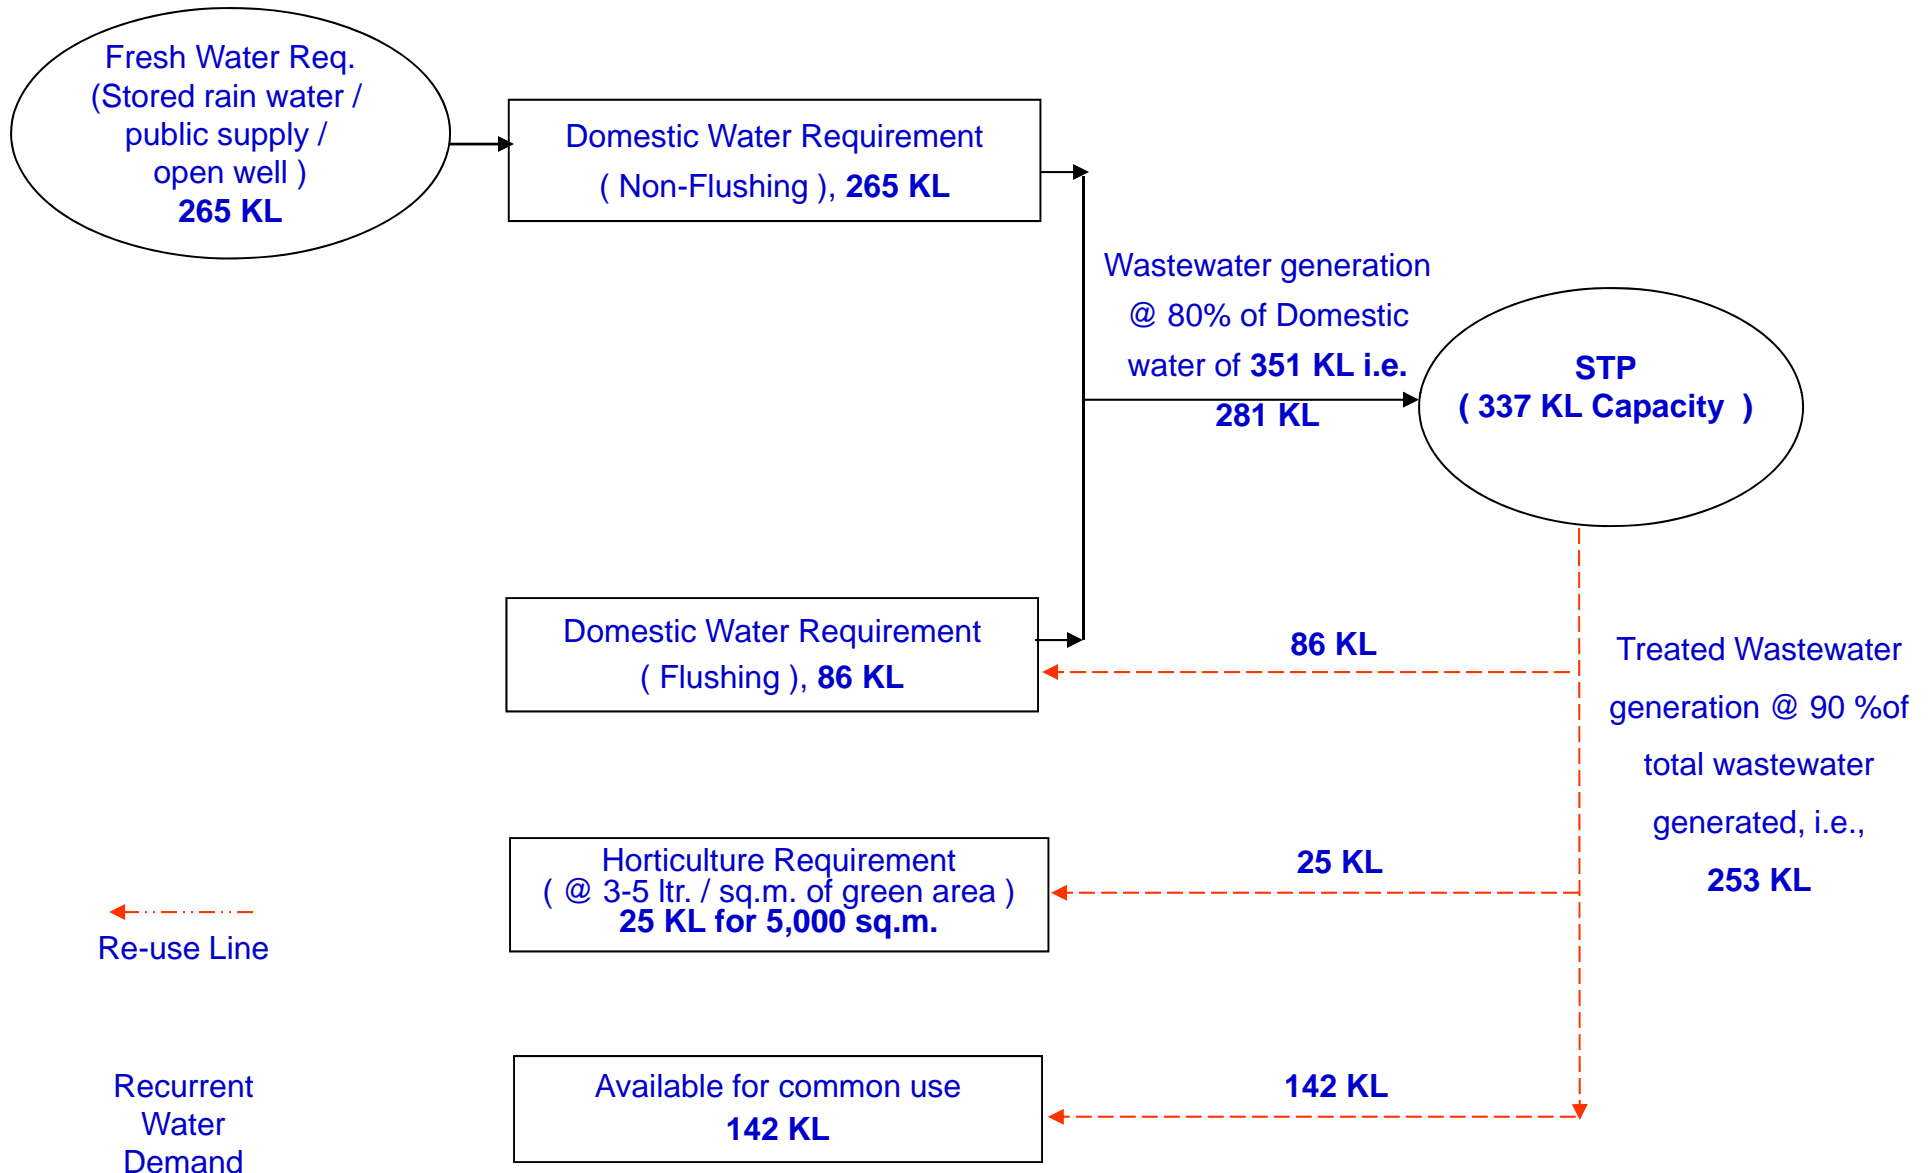 Fresh Water Req.
(Stored rain water /
public supply /
open well )
265 KL
Domestic Water Requirement
( Non-Flushing ), 265 KL
Wastewater generation
@ 80% of Domestic
water of 351 KL i.e.
281 KL
STP
( 337 KL Capacity )
Domestic Water Requirement
( Flushing ), 86 KL
86 KL
Treated Wastewater
generation @ 90 %of
total wastewater
generated, i.e.,
253 KL
Horticulture Requirement
( @ 3-5 ltr. / sq.m. of green area )
25 KL for 5,000 sq.m.
25 KL
Re-use Line
Recurrent
Water
Demand
Available for common use
142 KL
142 KL